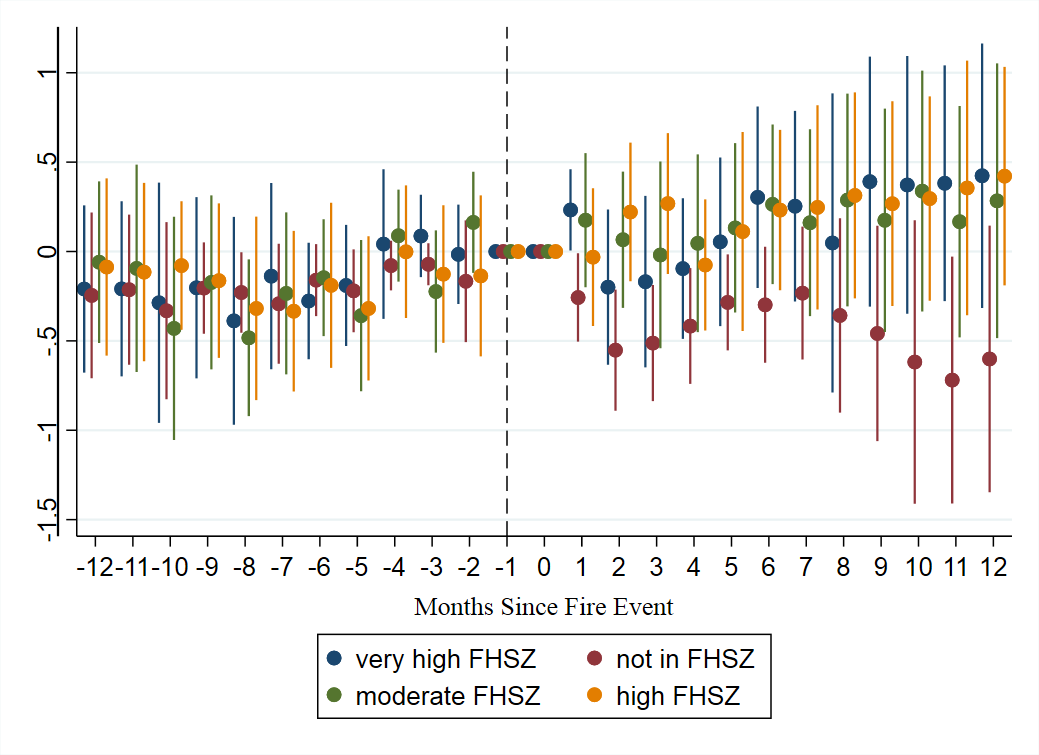 1
.5
0
-.5
-1
-1.5
-12 -11 -10 -9 -8 -7 -6 -5 -4 -3 -2 -1 0 1 2 3 4 5 6 7 8 9 10 11 12
Months Since Fire Event
very high FHSZ not in FHSZ
moderate FHSZ high FHSZ